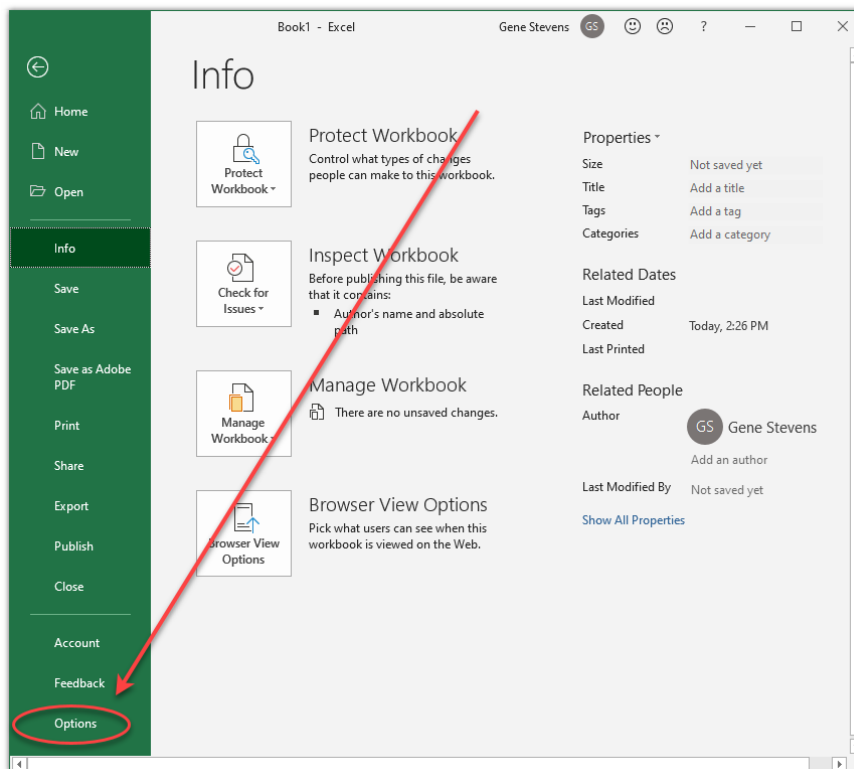 Book1 - Excel
Gene Stevens
GS
?
Info
Home
New
Open
Info
Save
Save As
Save as Adobe
PDF
Print
Share
Export
Publish
Close
Account
Feedback
Options
Protect
Workbook
Protect Workbook
Control what types of changes
people can make to this workbook.
Check for
Issues
Inspect Workbook
Before publishing this file, be aware
that it contains:
Author's name and absolute
path
Manage
Workbook
Manage Workbook
There are no unsaved changes.
Browser View
Options
Browser View Options
Pick what users can see when this
workbook is viewed on the Web.
Properties
Size Not saved yet
Title Add a title
Tags Add a tag
Categories Add a category
Related Dates
Last Modified
Created Today, 2:26 PM
Last Printed
Related People
Author
GS Gene Stevens
Add an author
Last Modified By Not saved yet
Show All Properties